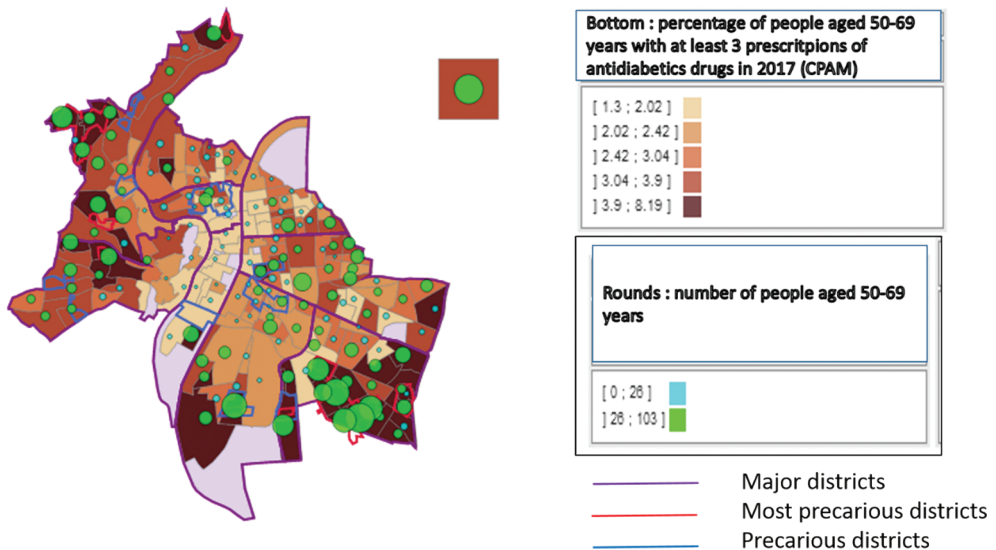 Bottom : percentage of people aged 50-69
years with at least 3 prescritpions of
antidiabetics drugs in 2017 (CPAM)
[ 1.3 ; 2.02 ]
] 2.02 ; 2.42 ]
] 2.42 ; 3.04 ]
] 3.04 ; 3.9 ]
] 3.9 ; 8.19 ]
Rounds : number of people aged 50-69
years
[ 0 ; 26 ]
] 26 ; 103 ]
Major districts
Most precarious districts
Precarious districts